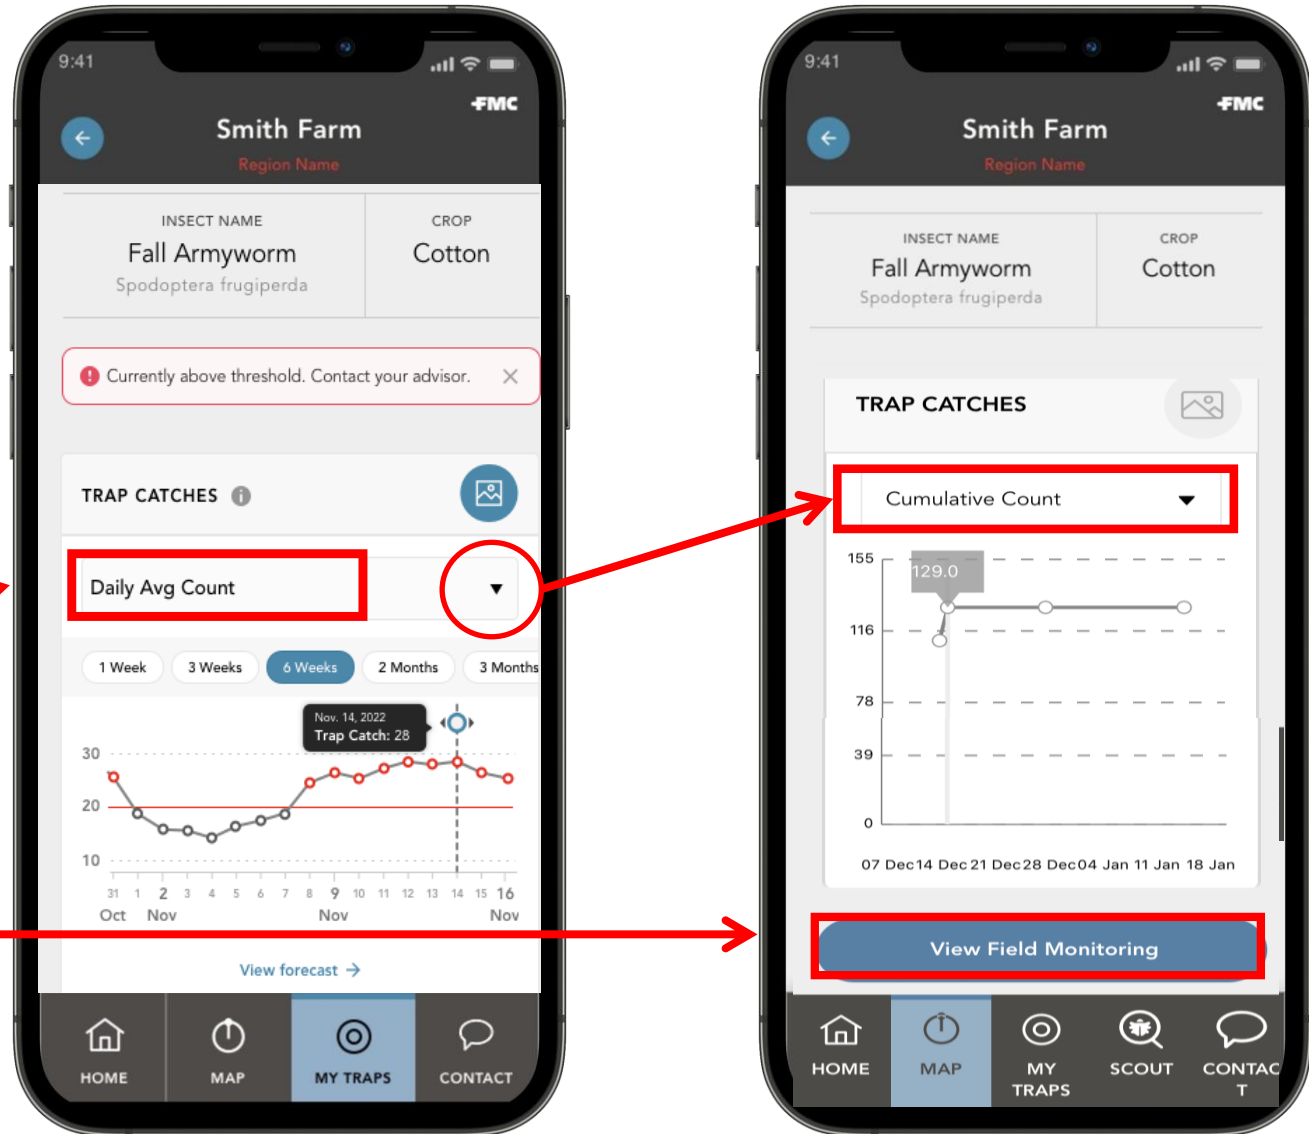 9:41
FMC
Smith Farm
Region Name
INSECT NAME
CROP
Fall Armyworm
Cotton
Spodoptera frugiperda
Currently above threshold. Contact your advisor.
TRAP CATCHES
Daily Avg Count
1 Week 3 Weeks 6 Weeks 2 Months 3 Months
Nov. 14, 2022
Trap Catch: 28
30
20
10
31 1 2 3 4 5 6 7 8 9 10 11 12 13 14 15 16
Oct Nov Nov Nov
View forecast →
HOME MAP MY TRAPS CONTACT
9:41
FMC
Smith Farm
Region Name
INSECT NAME
CROP
Fall Armyworm
Cotton
Spodoptera frugiperda
TRAP CATCHES
Cumulative Count
155
129.0
116
78
39
0
07 Dec 14 Dec 21 Dec 28 Dec 04 Jan 11 Jan 18 Jan
View Field Monitoring
HOME MAP MY SCOUT CONTAC
TRAPS T